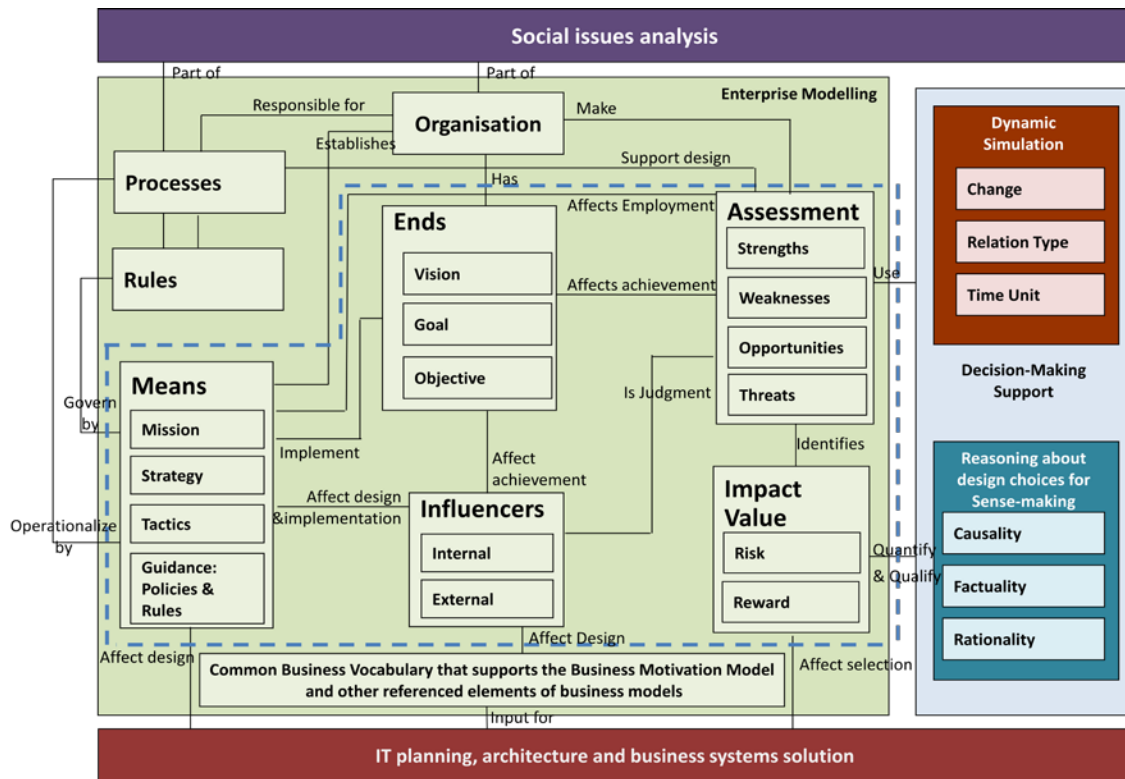 Social issues analysis
Part of
Part of
Enterprise Modelling
Responsible for
Organisation
Make
Establishes
Support design
Processes
Has
Affects Employment
Rules
Ends
Vision
Goal
Objective
Affects achievement
Assessment
Strengths
Weaknesses
Opportunities
Threats
Use
Dynamic
Simulation
Change
Relation Type
Time Unit
Decision-Making
Support
Means
Mission
Strategy
Tactics
Guidance:
Policies &
Rules
Govern
by
Operationalize
by
Implement
Affect
achievement
Affect design
&implementation
Is Judgment
Identifies
Influencers
Internal
External
Impact
Value
Risk
Reward
Quantify
& Qualify
Reasoning about
design choices for
Sense-making
Causality
Factuality
Rationality
Affect design
Affect Design
Affect selection
Common Business Vocabulary that supports the Business Motivation Model
and other referenced elements of business models
Input for
IT planning, architecture and business systems solution